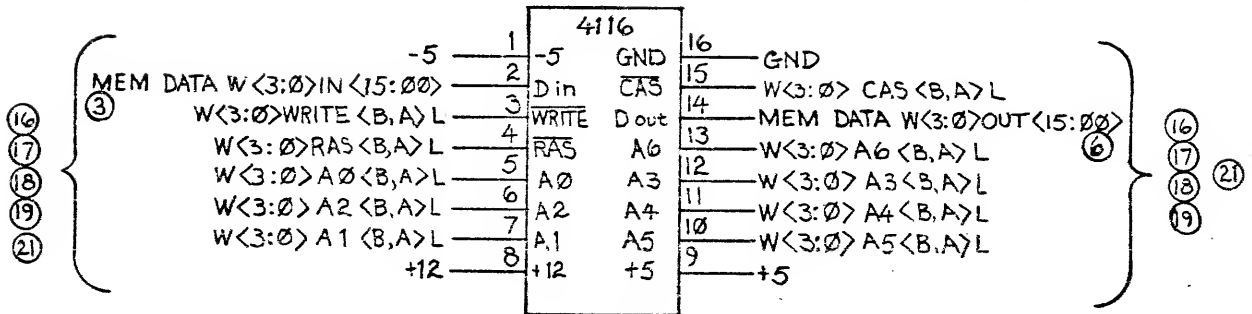 4116
-5 1 -5 GND 16 GND
MEM DATA W<3:Ø>IN<15:ØØ> 2 Din CAS 15 W<3:Ø> CAS<B,A>L
③ W<3:Ø>WRITE<B,A>L 3 WRITE Dout 14 MEM DATA W<3:Ø>OUT<15:ØØ>
⑥
W<3:Ø>RAS<B,A>L 4 RAS A6 13 W<3:Ø>A6<B,A>L
W<3:Ø>AØ<B,A>L 5 AØ A3 12 W<3:Ø>A3<B,A>L
W<3:Ø>A2<B,A>L 6 A2 A4 11 W<3:Ø>A4<B,A>L
W<3:Ø>A1<B,A>L 7 A1 A5 1Ø W<3:Ø>A5<B,A>L
+12 8 +12 +5 9 +5
⑯ ⑯
⑰ ⑰
⑱ ⑱ ㉑
⑲ ⑲
㉑